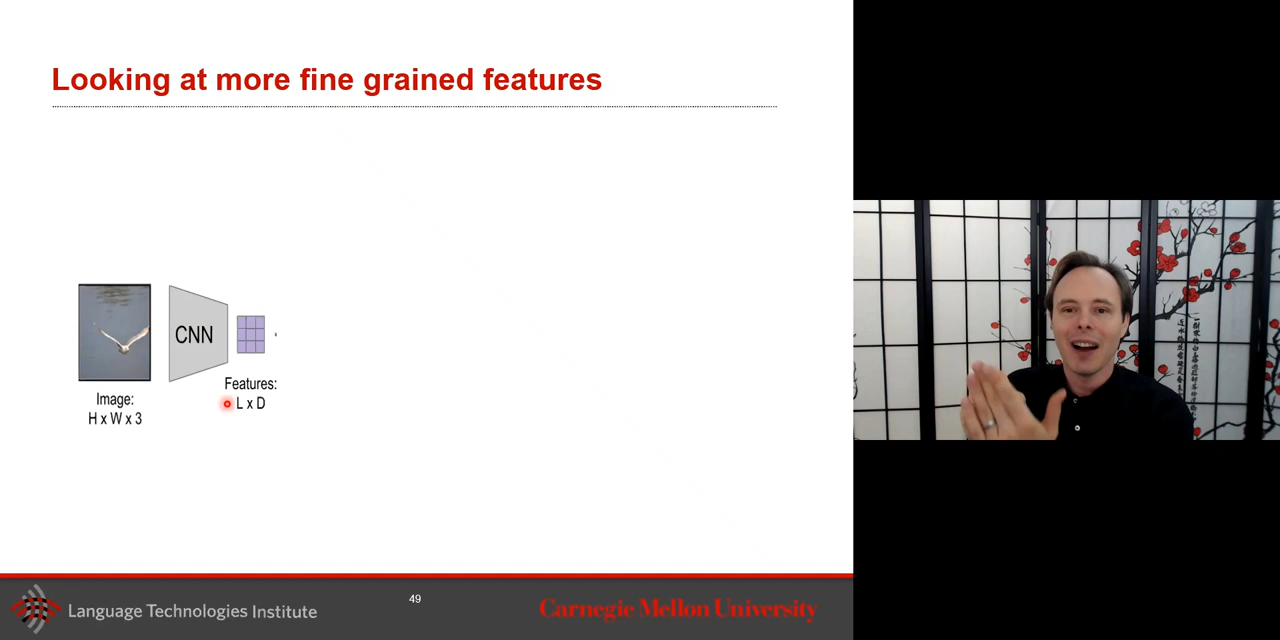 Looking at more fine grained features
CNN
Features:
L x D
Image:
H x W x 3
Language Technologies Institute
49
Carnegie Mellon University